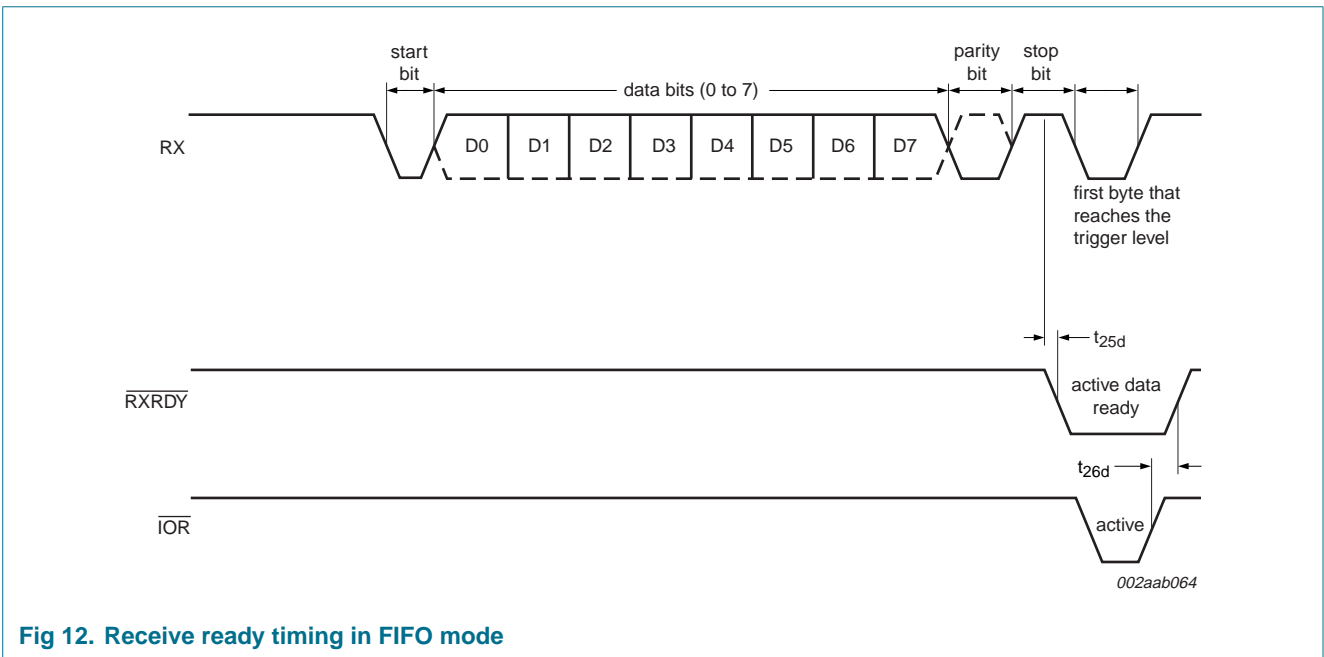 start
bit
data bits (0 to 7)
parity
bit
stop
bit
RX
D0 D1 D2 D3 D4 D5 D6 D7
first byte that
reaches the
trigger level
t25d
RXRDY
active data
ready
t26d
IOR
active
002aab064
Fig 12. Receive ready timing in FIFO mode